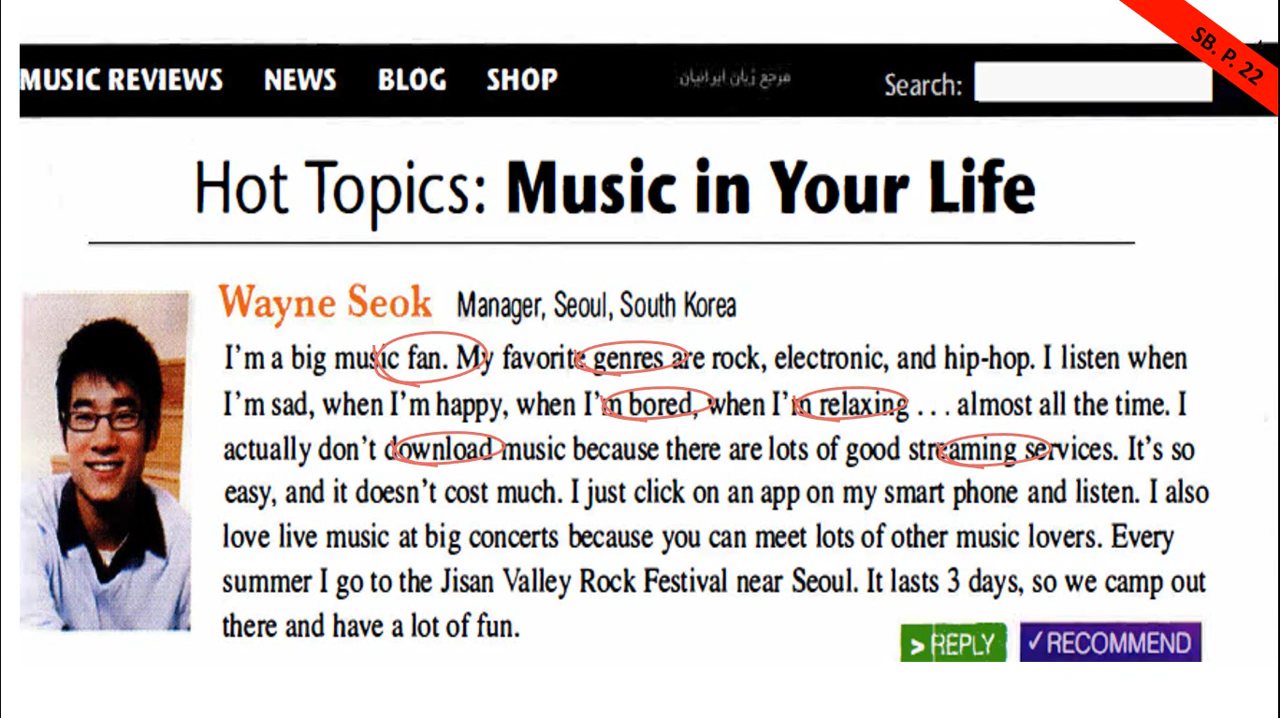 SB. P. 22
MUSIC REVIEWS NEWS BLOG SHOP مرجع زبان ایرانیان Search:
Hot Topics: Music in Your Life
Wayne Seok Manager, Seoul, South Korea
I'm a big music fan. My favorite genres are rock, electronic, and hip-hop. I listen when
I'm sad, when I'm happy, when I'm bored, when I'm relaxing . . . almost all the time. I
actually don't download music because there are lots of good streaming services. It's so
easy, and it doesn't cost much. I just click on an app on my smart phone and listen. I also
love live music at big concerts because you can meet lots of other music lovers. Every
summer I go to the Jisan Valley Rock Festival near Seoul. It lasts 3 days, so we camp out
there and have a lot of fun.
> REPLY ✓ RECOMMEND